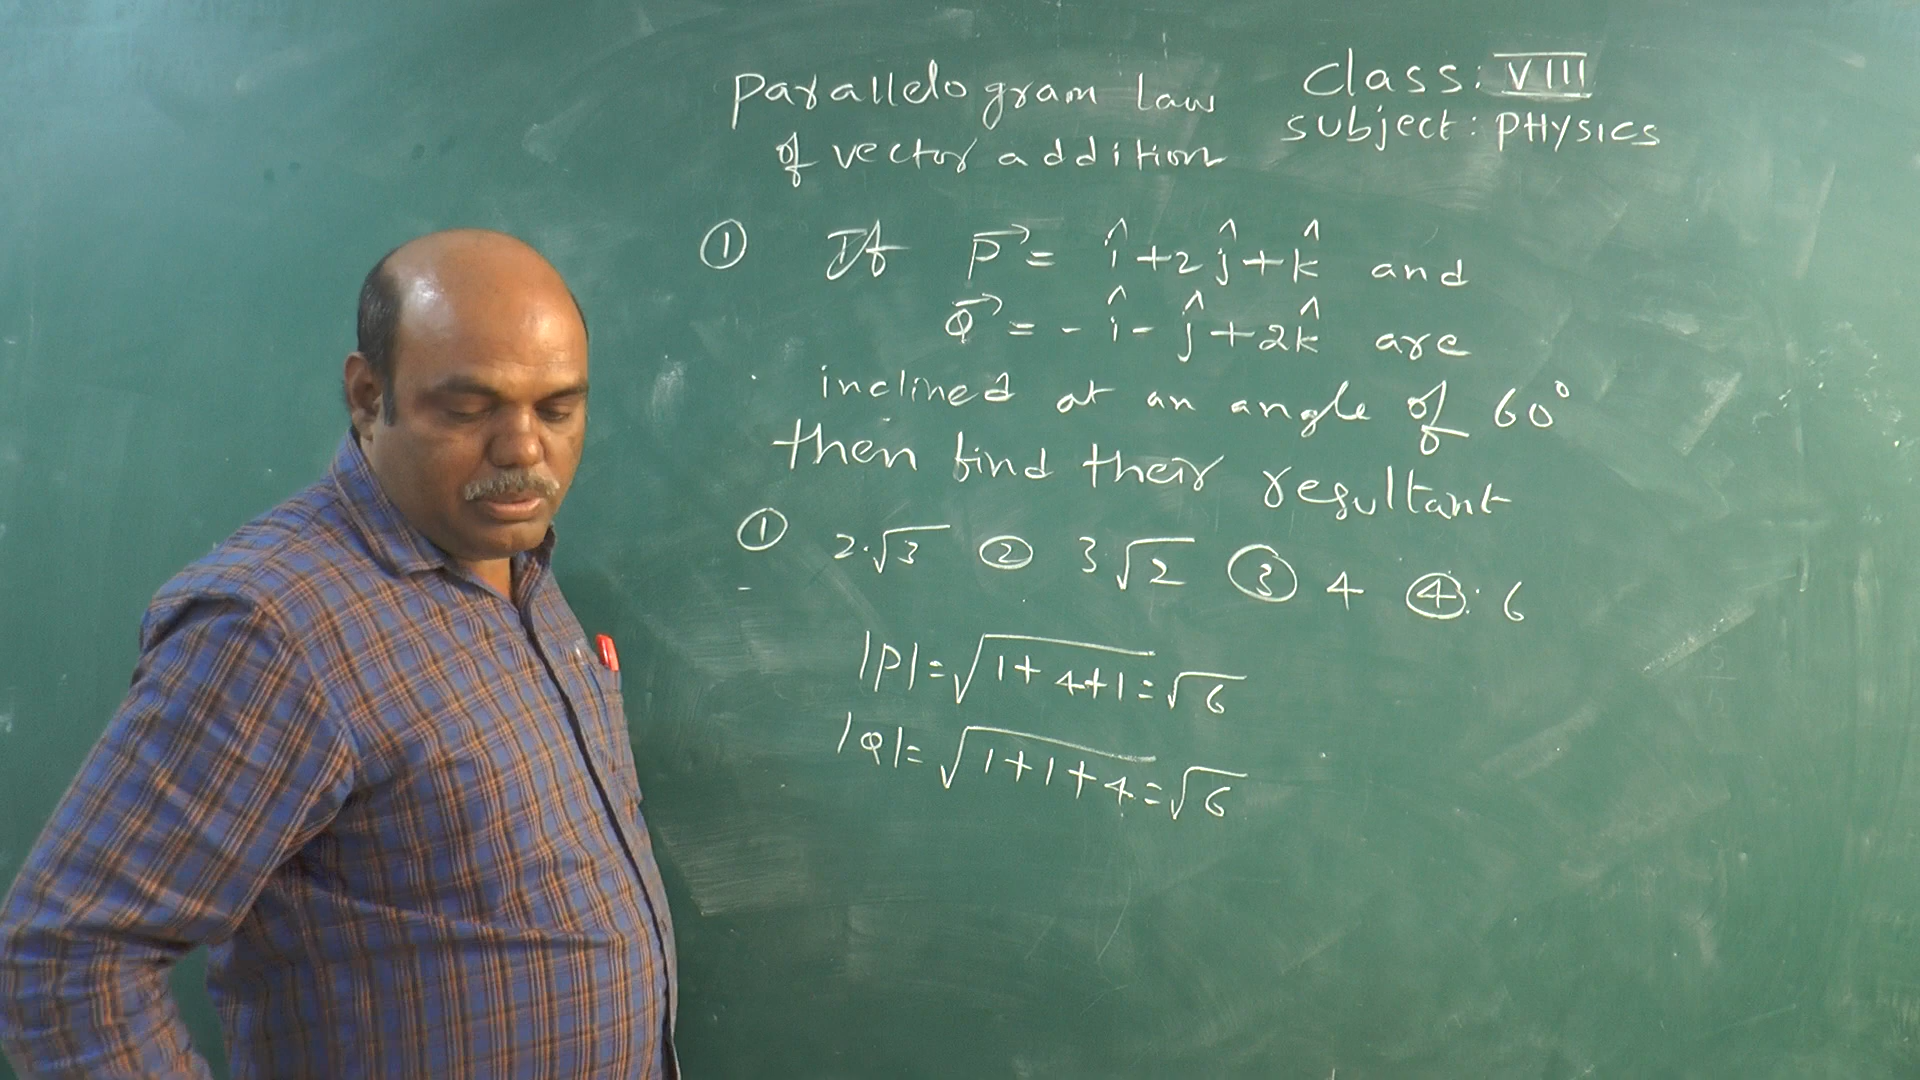 Parallelogram Law
of vector addition
Class: VIII
subject: PHYSICS
① If P⃗ = î + 2ĵ + k̂ and
Q⃗ = - î - ĵ + 2k̂ are
inclined at an angle of 60°
then find their resultant
① 2√3 ② 3√2 ③ 4 ④ 6
|P| = √1+4+1 = √6
|Q| = √1+1+4 = √6